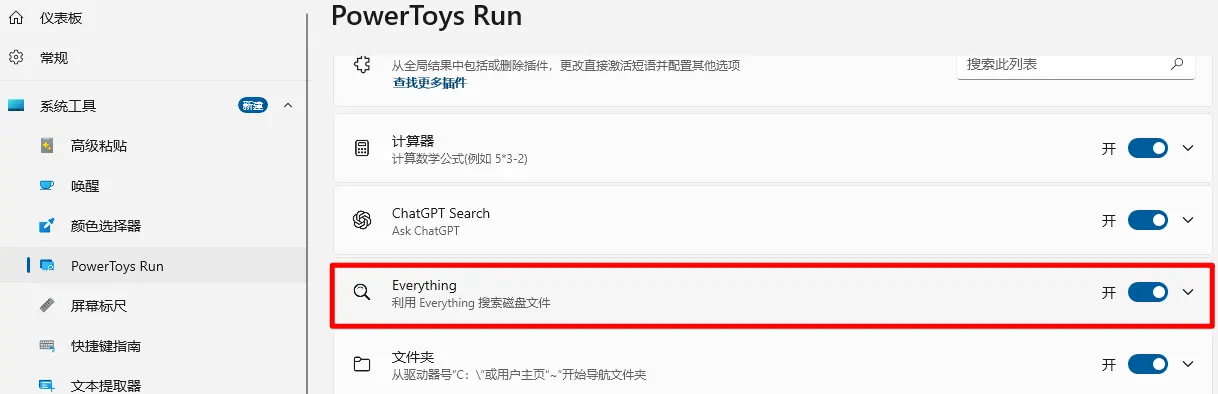 仪表板
常规
系统工具
新建
高级粘贴
唤醒
颜色选择器
PowerToys Run
屏幕标尺
快捷键指南
文本提取器
PowerToys Run
从全局结果中包括或删除插件，更改直接激活短语并配置其他选项
查找更多插件
搜索此列表
计算器
计算数学公式(例如 5*3-2)
开
ChatGPT Search
Ask ChatGPT
开
Everything
利用 Everything 搜索磁盘文件
开
文件夹
从驱动器号“C：\”或用户主页“~”开始导航文件夹
开